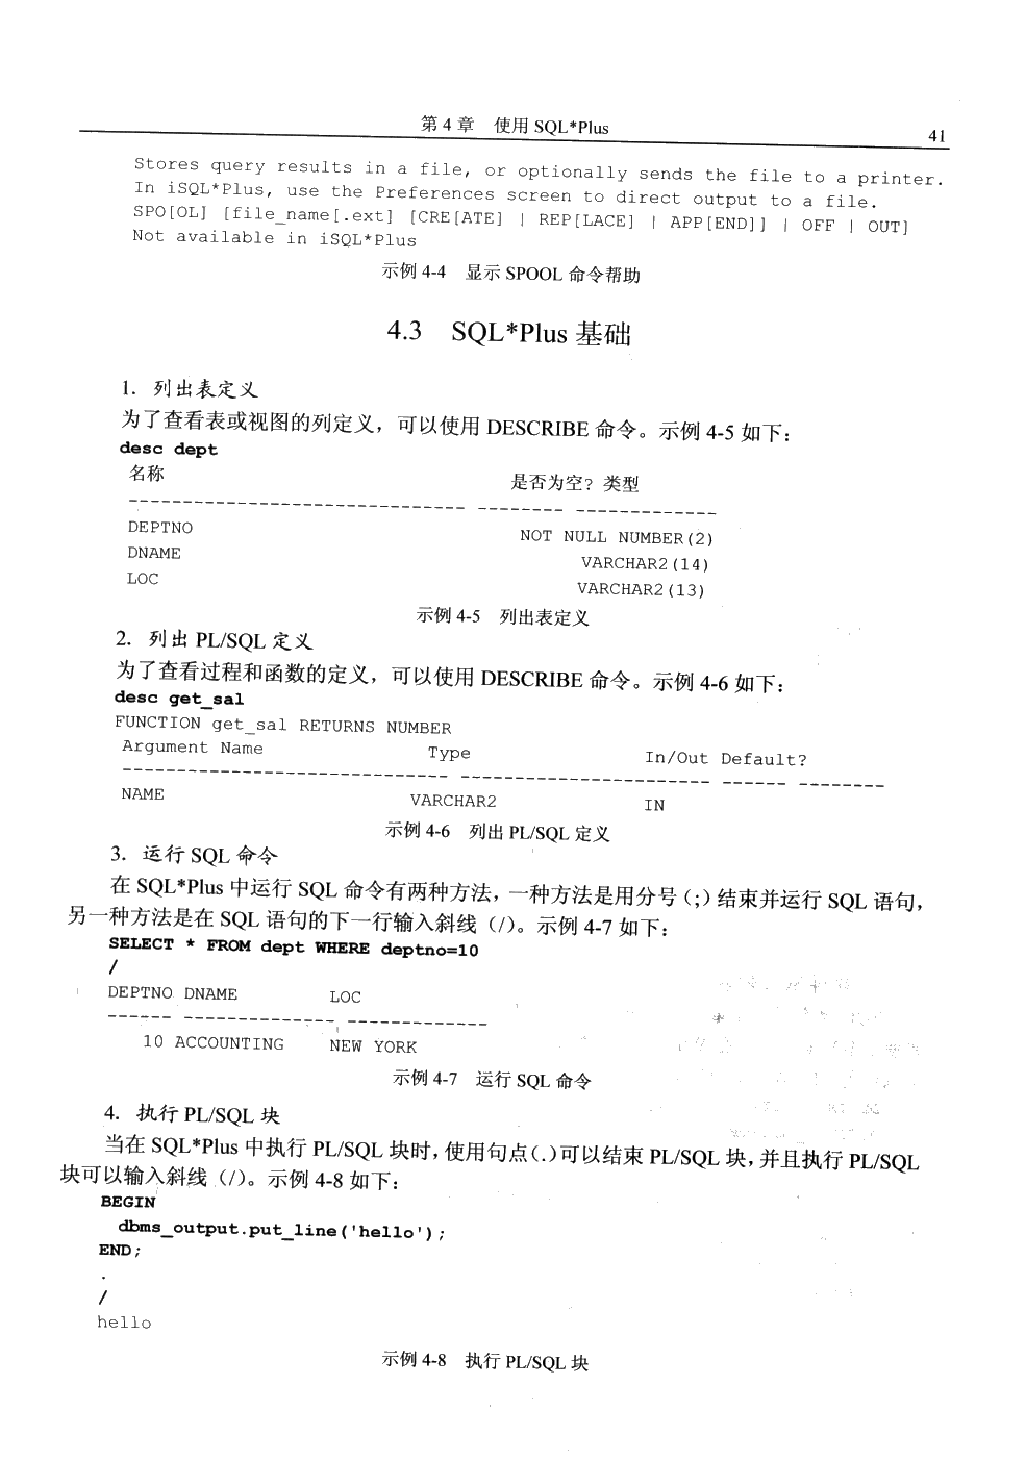 第 4 章　使用 SQL*Plus
41
Stores query results in a file, or optionally sends the file to a printer.
In iSQL*Plus, use the Preferences screen to direct output to a file.
SPO[OL] [file_name[.ext] [CRE[ATE] | REP[LACE] | APP[END]] | OFF | OUT]
Not available in iSQL*Plus
示例 4-4　显示 SPOOL 命令帮助
4.3　SQL*Plus 基础
1. 列出表定义
为了查看表或视图的列定义，可以使用 DESCRIBE 命令。示例 4-5 如下：
desc dept
名称　是否为空? 类型
------------------------------- -------- -------------
DEPTNO　NOT NULL NUMBER(2)
DNAME　VARCHAR2(14)
LOC　VARCHAR2(13)
示例 4-5　列出表定义
2. 列出 PL/SQL 定义
为了查看过程和函数的定义，可以使用 DESCRIBE 命令。示例 4-6 如下：
desc get_sal
FUNCTION get_sal RETURNS NUMBER
Argument Name　Type　In/Out Default?
------------------------------ ----------------------- ------ --------
NAME　VARCHAR2　IN
示例 4-6　列出 PL/SQL 定义
3. 运行 SQL 命令
在 SQL*Plus 中运行 SQL 命令有两种方法，一种方法是用分号（;）结束并运行 SQL 语句，
另一种方法是在 SQL 语句的下一行输入斜线（/）。示例 4-7 如下：
SELECT * FROM dept WHERE deptno=10
/
DEPTNO DNAME　LOC
------ -------------- -------------
10 ACCOUNTING　NEW YORK
示例 4-7　运行 SQL 命令
4. 执行 PL/SQL 块
当在 SQL*Plus 中执行 PL/SQL 块时，使用句点（.）可以结束 PL/SQL 块，并且执行 PL/SQL
块可以输入斜线（/）。示例 4-8 如下：
BEGIN
dbms_output.put_line('hello');
END;
.
/
hello
示例 4-8　执行 PL/SQL 块